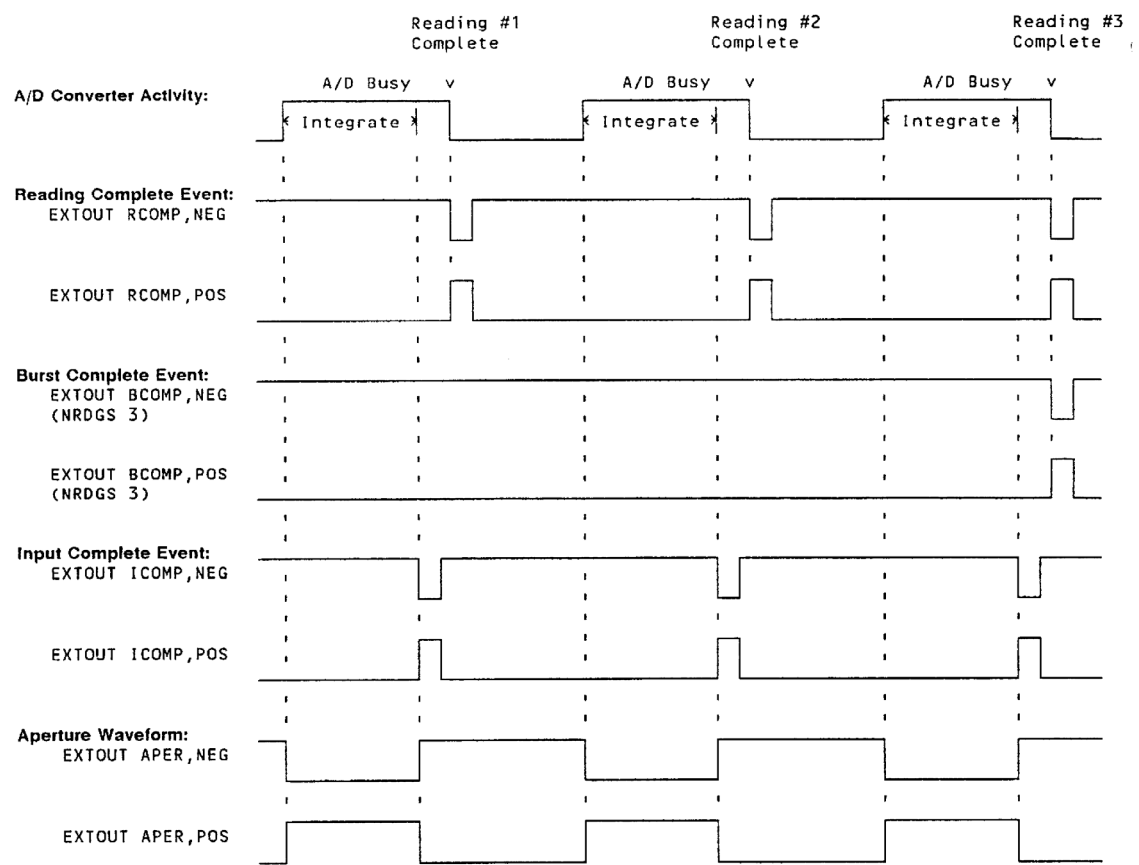 Reading #1 Reading #2 Reading #3
Complete Complete Complete
A/D Busy v A/D Busy v A/D Busy v
A/D Converter Activity:
Integrate Integrate Integrate
Reading Complete Event:
EXTOUT RCOMP,NEG
EXTOUT RCOMP,POS
Burst Complete Event:
EXTOUT BCOMP,NEG
(NRDGS 3)
EXTOUT BCOMP,POS
(NRDGS 3)
Input Complete Event:
EXTOUT ICOMP,NEG
EXTOUT ICOMP,POS
Aperture Waveform:
EXTOUT APER,NEG
EXTOUT APER,POS